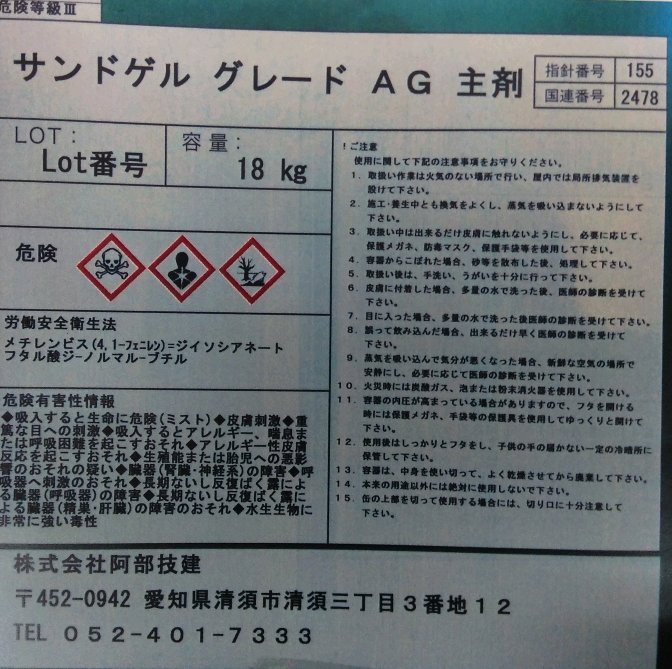 危険等級Ⅲ
サンドゲル グレード AG 主剤
指針番号 155
国連番号 2478
LOT:
Lot番号
容量:
18 kg
危険
労働安全衛生法
メチレンビス(4,1-フェニレン)=ジイソシアネート
フタル酸ジ-ノルマル-ブチル
危険有害性情報
◆吸入すると生命に危険(ミスト)◆皮膚刺激◆重
篤な目への刺激◆吸入するとアレルギー、喘息ま
たは呼吸困難を起こすおそれ◆アレルギー性皮膚
反応を起こすおそれ◆生殖能または胎児への悪影
響のおそれの疑い◆臓器(腎臓・神経系)の障害◆呼
吸器への刺激のおそれ◆長期ないし反復ばく露によ
る臓器(呼吸器)の障害◆長期ないし反復ばく露に
よる臓器(精巣・肝臓)の障害のおそれ◆水生生物に
非常に強い毒性
！ご注意
使用に関して下記の注意事項をお守りください。
1. 取扱い作業は火気のない場所で行い、屋内では局所排気装置を
設けて下さい。
2. 施工・養生中とも換気をよくし、蒸気を吸い込まないようにして
下さい。
3. 取扱い中は出来るだけ皮膚に触れないようにし、必要に応じて、
保護メガネ、防毒マスク、保護手袋等を使用して下さい。
4. 容器からこぼれた場合、砂等を散布した後、処理して下さい。
5. 取扱い後は、手洗い、うがいを十分に行って下さい。
6. 皮膚に付着した場合、多量の水で洗った後、医師の診断を受けて
下さい。
7. 目に入った場合、多量の水で洗った後医師の診断を受けて下さい。
8. 誤って飲み込んだ場合、出来るだけ早く医師の診断を受けて
下さい。
9. 蒸気を吸い込んで気分が悪くなった場合、新鮮な空気の場所で
安静にし、必要に応じて医師の診断を受けて下さい。
10. 火災時には炭酸ガス、泡または粉末消火器を使用して下さい。
11. 容器の内圧が高まっている場合がありますので、フタを開ける
時には保護メガネ、手袋等の保護具を使用してゆっくりと開けて
下さい。
12. 使用後はしっかりとフタをし、子供の手の届かない一定の冷暗所に
保管して下さい。
13. 容器は、中身を使い切って、よく乾燥させてから廃棄して下さい。
14. 本来の用途以外には絶対に使用しないで下さい。
15. 缶の上部を切って使用する場合には、切り口に十分注意して
下さい。
株式会社阿部技建
〒452-0942 愛知県清須市清須三丁目3番地12
TEL 052-401-7333